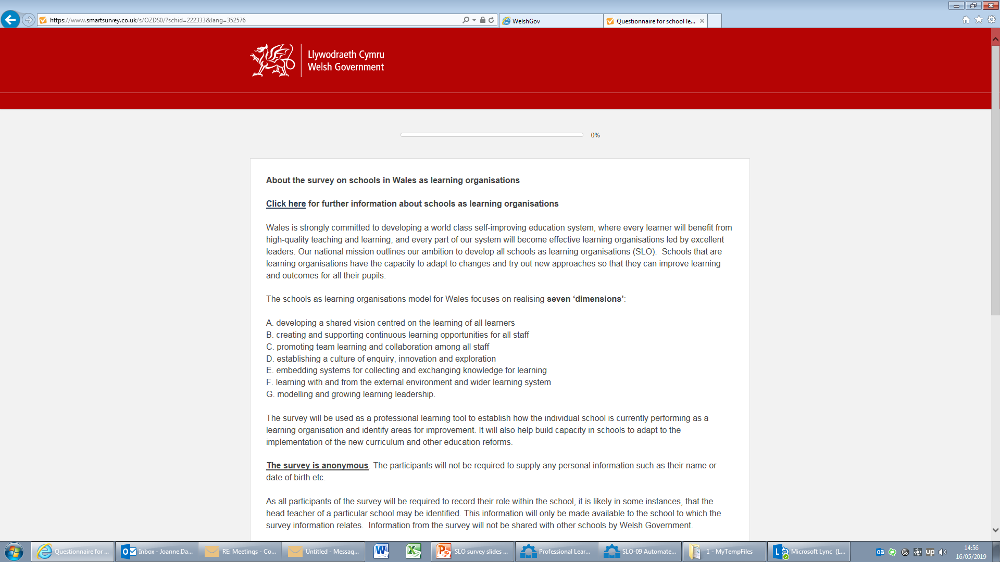 https://www.smartsurvey.co.uk/s/OZDS0/?schid=222333&lang=352576
WelshGov
Questionnaire for school le...
Llywodraeth Cymru
Welsh Government
0%
About the survey on schools in Wales as learning organisations
Click here for further information about schools as learning organisations
Wales is strongly committed to developing a world class self-improving education system, where every learner will benefit from
high-quality teaching and learning, and every part of our system will become effective learning organisations led by excellent
leaders. Our national mission outlines our ambition to develop all schools as learning organisations (SLO).  Schools that are
learning organisations have the capacity to adapt to changes and try out new approaches so that they can improve learning
and outcomes for all their pupils.
The schools as learning organisations model for Wales focuses on realising seven ‘dimensions’:
A. developing a shared vision centred on the learning of all learners
B. creating and supporting continuous learning opportunities for all staff
C. promoting team learning and collaboration among all staff
D. establishing a culture of enquiry, innovation and exploration
E. embedding systems for collecting and exchanging knowledge for learning
F. learning with and from the external environment and wider learning system
G. modelling and growing learning leadership.
The survey will be used as a professional learning tool to establish how the individual school is currently performing as a
learning organisation and identify areas for improvement. It will also help build capacity in schools to adapt to the
implementation of the new curriculum and other education reforms.
The survey is anonymous. The participants will not be required to supply any personal information such as their name or
date of birth etc.
As all participants of the survey will be required to record their role within the school, it is likely in some instances, that the
head teacher of a particular school may be identified. This information will only be made available to the school to which the
survey information relates.  Information from the survey will not be shared with other schools by Welsh Government.
Questionnaire for ...
Inbox - Joanne.Da...
RE: Meetings - Co...
Untitled - Messag...
SLO survey slides ...
Professional Lear...
SLO-09 Automate...
1 - MyTempFiles
Microsoft Lync  (L...
up
14:56
16/05/2019